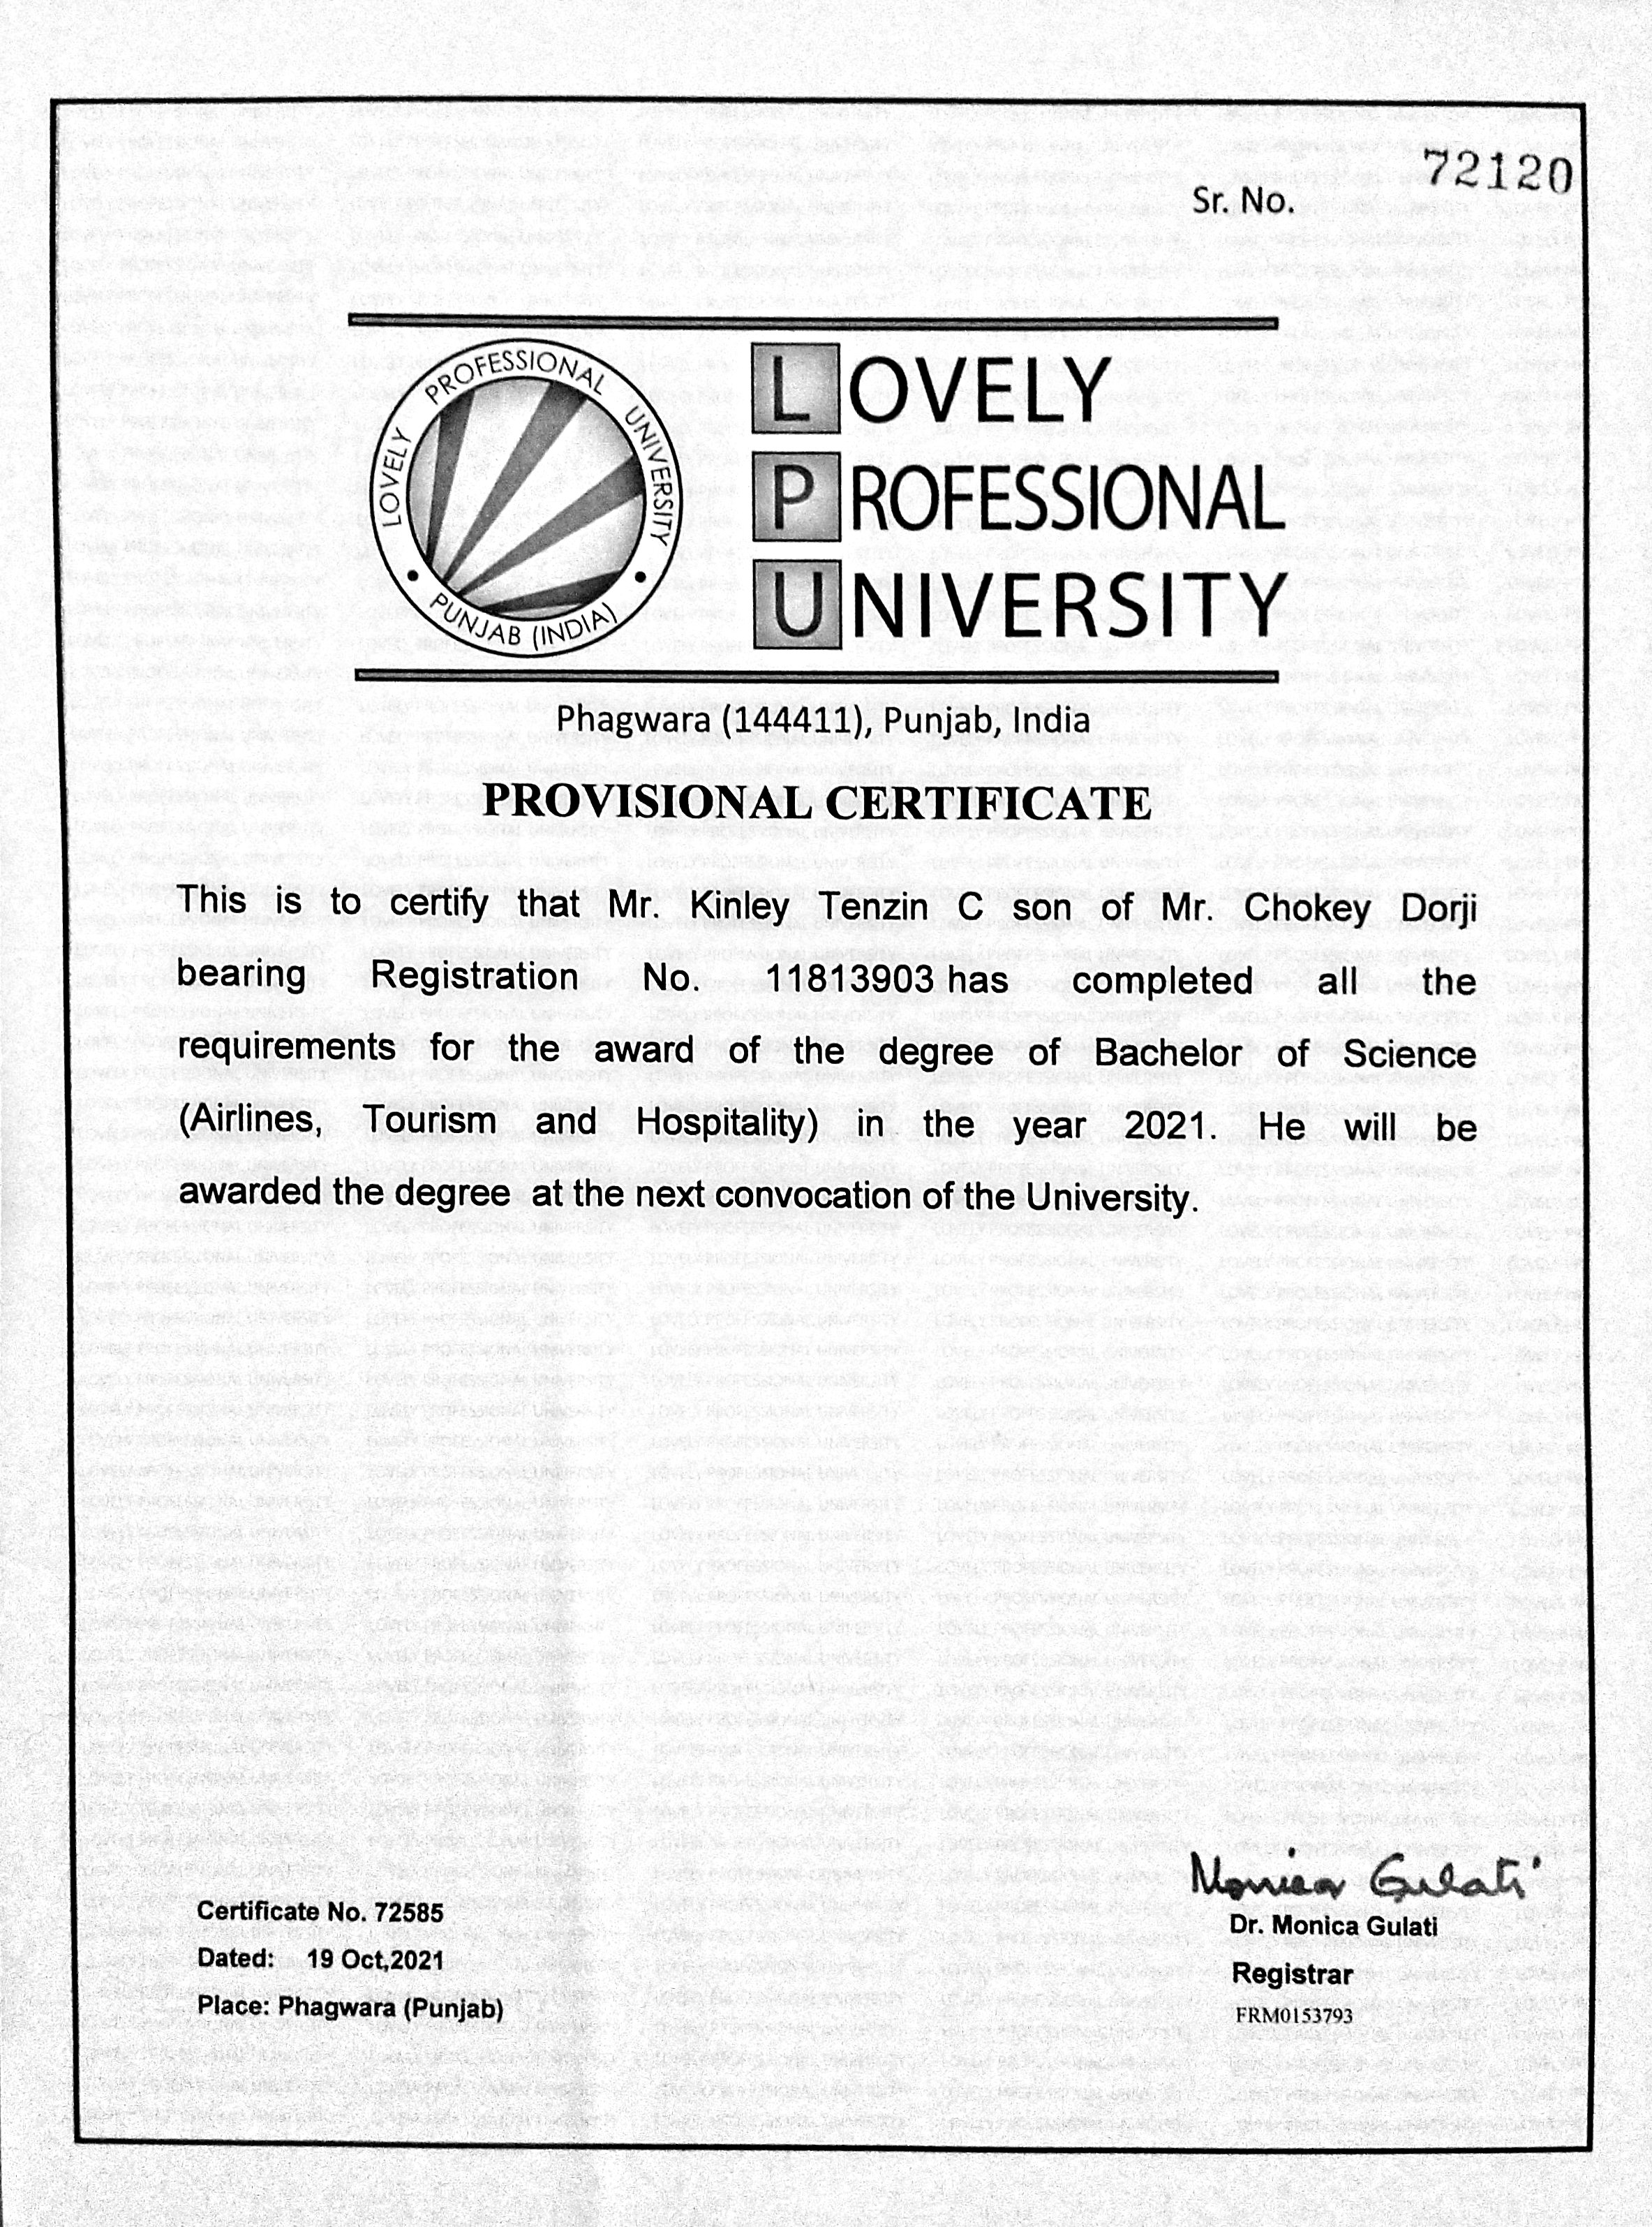 72120
Sr. No.
LOVELY PROFESSIONAL UNIVERSITY
PUNJAB (INDIA)
LOVELY
PROFESSIONAL
UNIVERSITY
Phagwara (144411), Punjab, India
PROVISIONAL CERTIFICATE
This is to certify that Mr. Kinley Tenzin C son of Mr. Chokey Dorji
bearing Registration No. 11813903 has completed all the
requirements for the award of the degree of Bachelor of Science
(Airlines, Tourism and Hospitality) in the year 2021. He will be
awarded the degree at the next convocation of the University.
Monica Gulati
Certificate No. 72585
Dr. Monica Gulati
Dated: 19 Oct,2021
Registrar
Place: Phagwara (Punjab)
FRM0153793